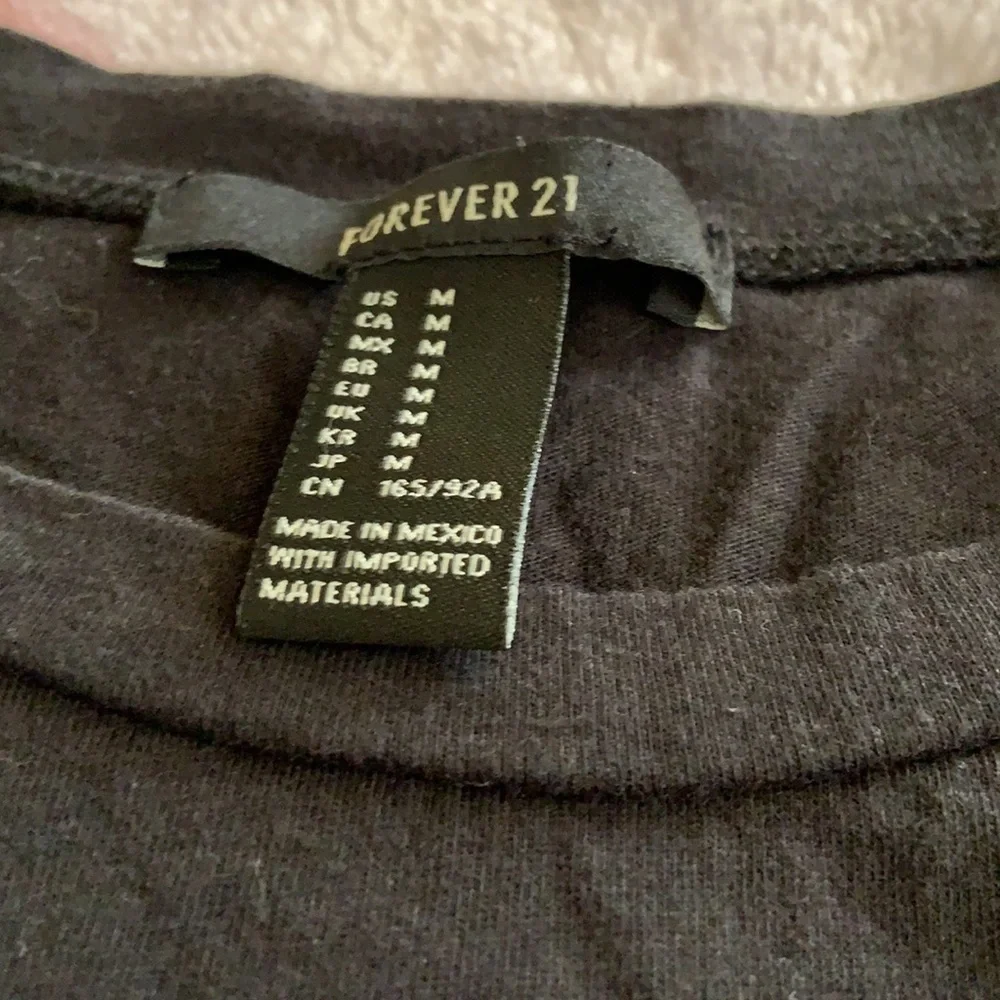 FOREVER 21
US M
CA M
MX M
BR M
EU M
UK M
KR M
JP M
CN 165/92A
MADE IN MEXICO
WITH IMPORTED
MATERIALS